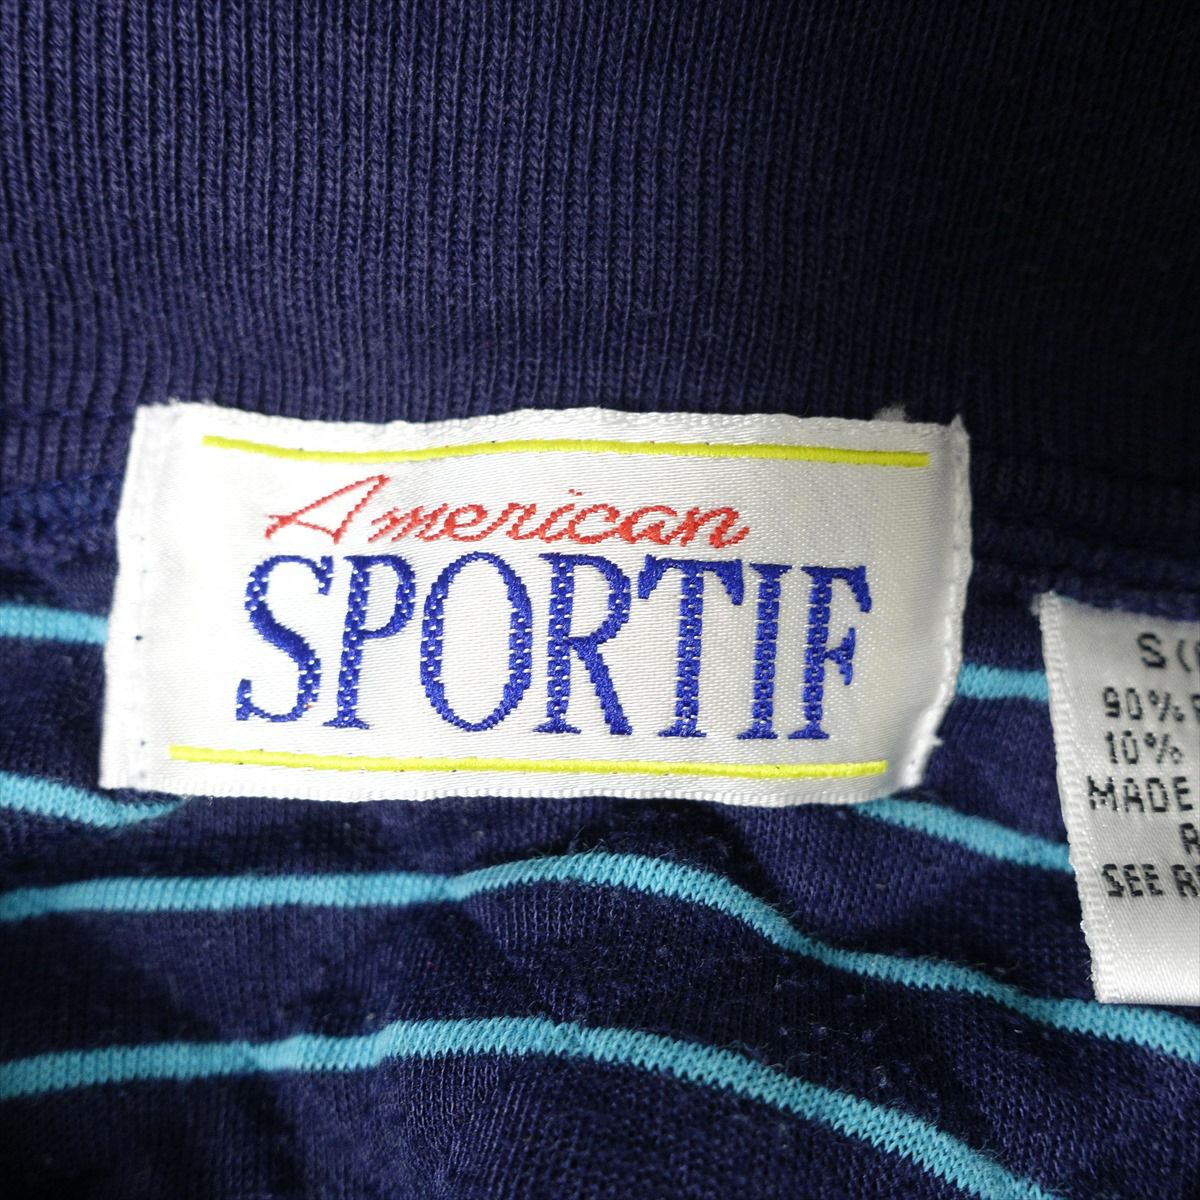 American
SPORTIF
S
90%
10%
MADE
SEE